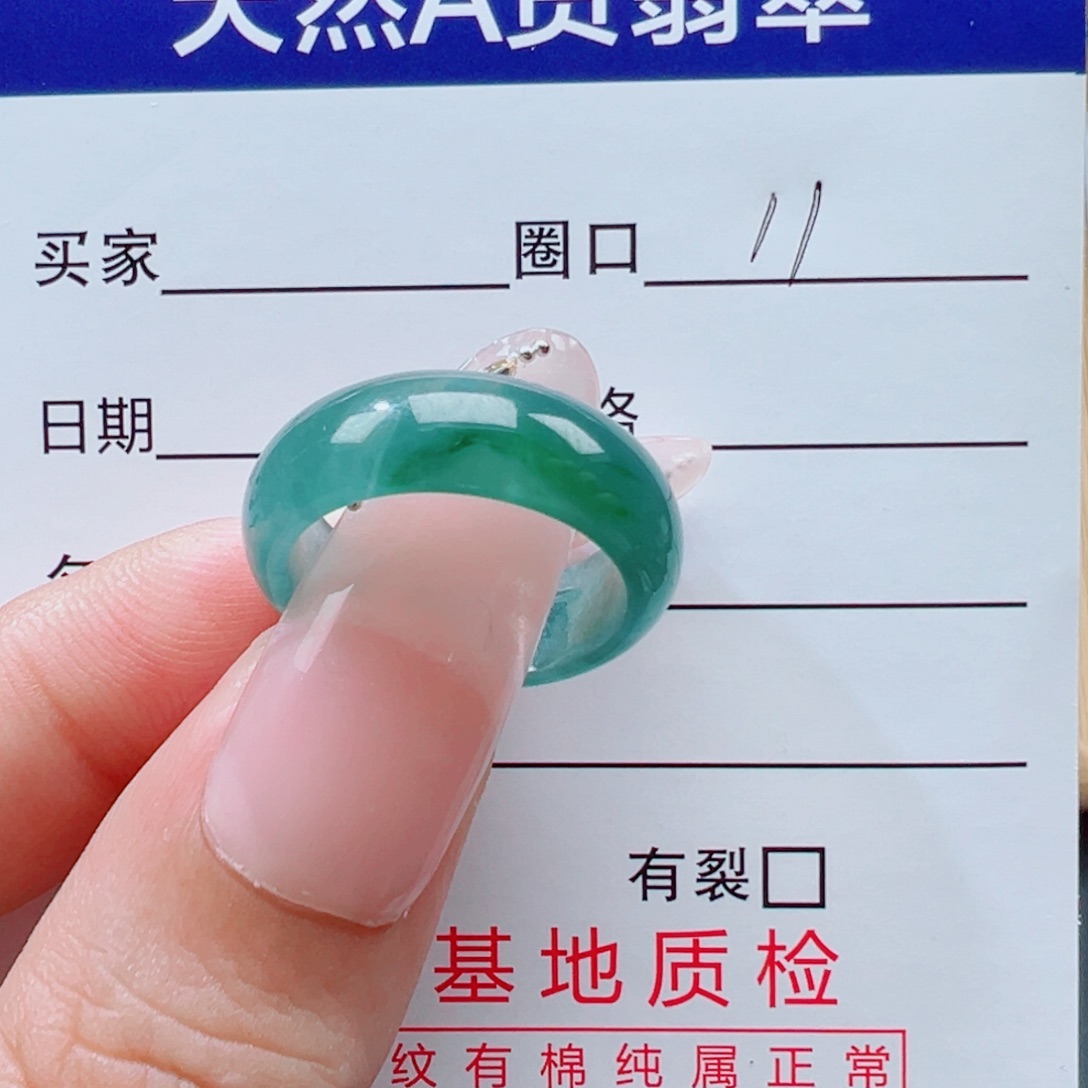 天然A货翡翠
买家 圈口 11
日期
有裂□
基地质检
纹有棉纯属正常